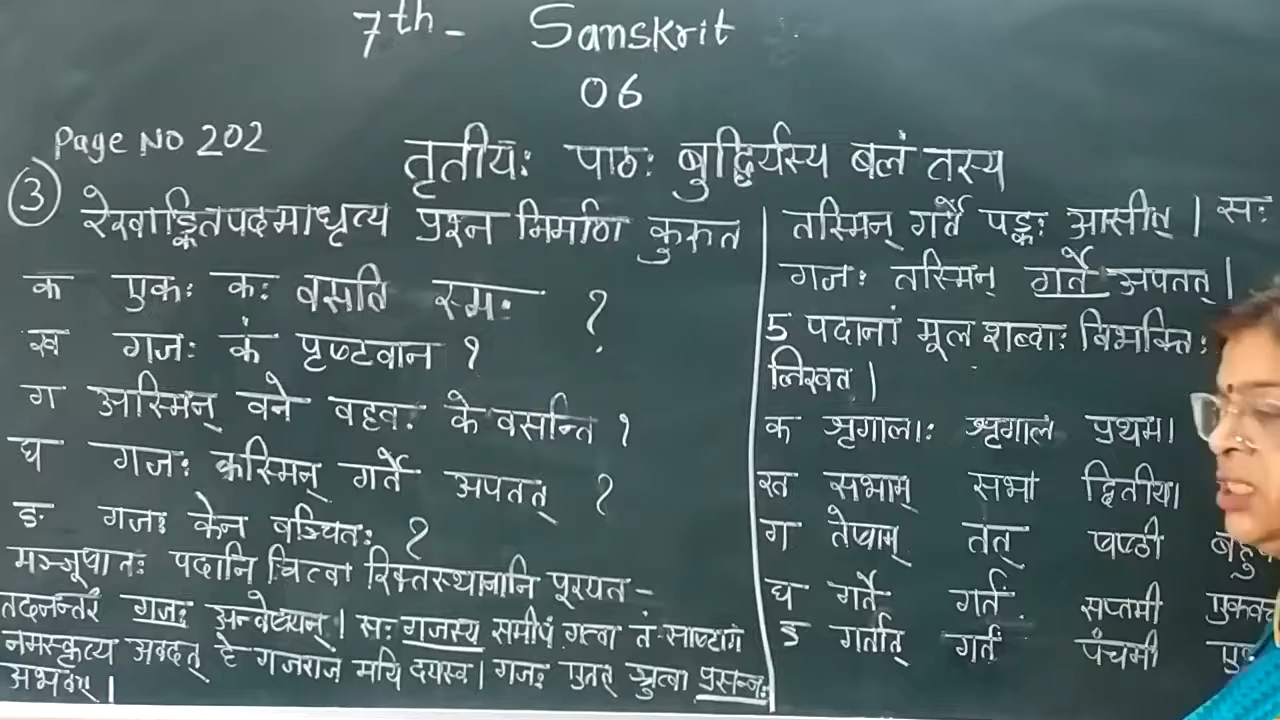 7th - Sanskrit
06
Page No 202
तृतीयः पाठः बुद्धिर्यस्य बलं तस्य
③ रेखाङ्कितपदमाधृत्य प्रश्न निर्माण कुरुत
क एकः कः वसति स्मः ?
ख गजः कं पृष्टवान ?
ग अस्मिन् वने वहवः के वसन्ति ?
घ गजः कस्मिन् गर्ते अपतत् ?
ङ गजः केन वञ्चितः ?
मञ्जूषातः पदानि चित्वा रिक्तस्थानानि पूरयत -
तदनन्तरं गजः अन्वेष्यन् । सः गजस्य समीपं गत्वा तं साष्टांग
नमस्कृत्य अवदत् हे गजराज मयि दयस्व । गजः एतत् श्रुत्वा प्रसन्नः
अभवत् ।
तस्मिन् गर्ते पङ्कः आसीत् । सः
गजः तस्मिन् गर्ते अपतत् ।
5 पदानां मूल शब्दाः विभक्तिः
लिखत ।
क शृगालाः शृगाल प्रथमा
ख सभाम् सभा द्वितीया
ग तेषाम् तत् षष्ठी
घ गर्ते गर्त सप्तमी
ङ गर्तात् गर्त पंचमी